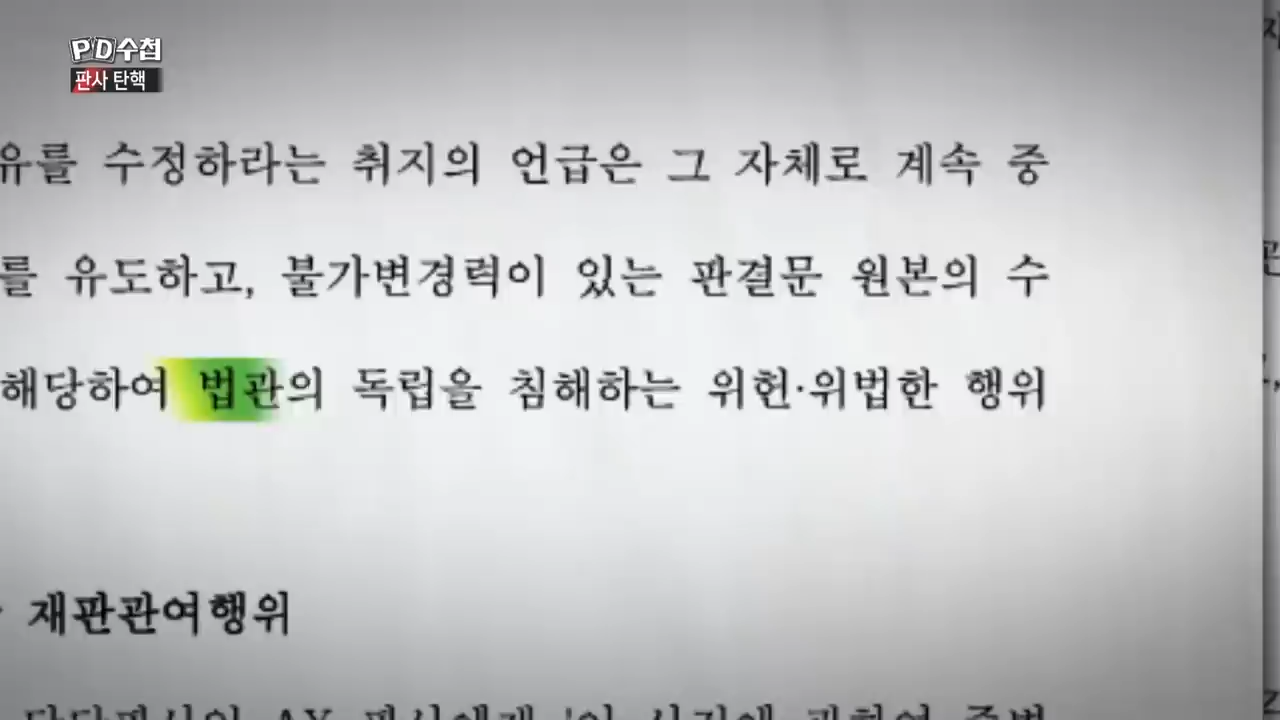 PD수첩
판사 탄핵
유를 수정하라는 취지의 언급은 그 자체로 계속 중
를 유도하고, 불가변경력이 있는 판결문 원본의 수
해당하여 법관의 독립을 침해하는 위헌·위법한 행위
재판관여행위